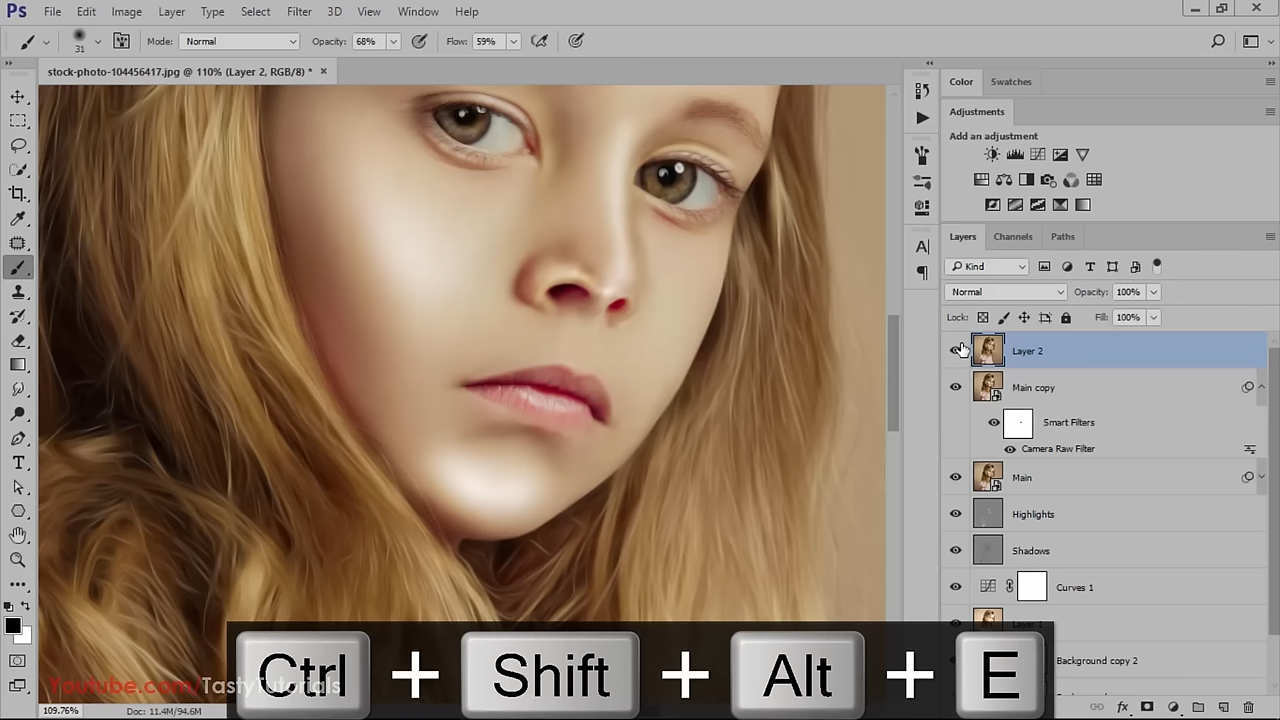 Ps File Edit Image Layer Type Select Filter 3D View Window Help
31 Mode: Normal Opacity: 68% Flow: 59%
stock-photo-104456417.jpg @ 110% (Layer 2, RGB/8) * ×
Color Swatches
Adjustments
Add an adjustment
Layers Channels Paths
Kind
Normal Opacity: 100%
Lock: Fill: 100%
Layer 2
Main copy
Smart Filters
Camera Raw Filter
Main
Highlights
Shadows
Curves 1
Layer 1
Background copy 2
Ctrl + Shift + Alt + E
Youtube.com/TastyTutorials
109.76% Doc: 11.4M/94.6M